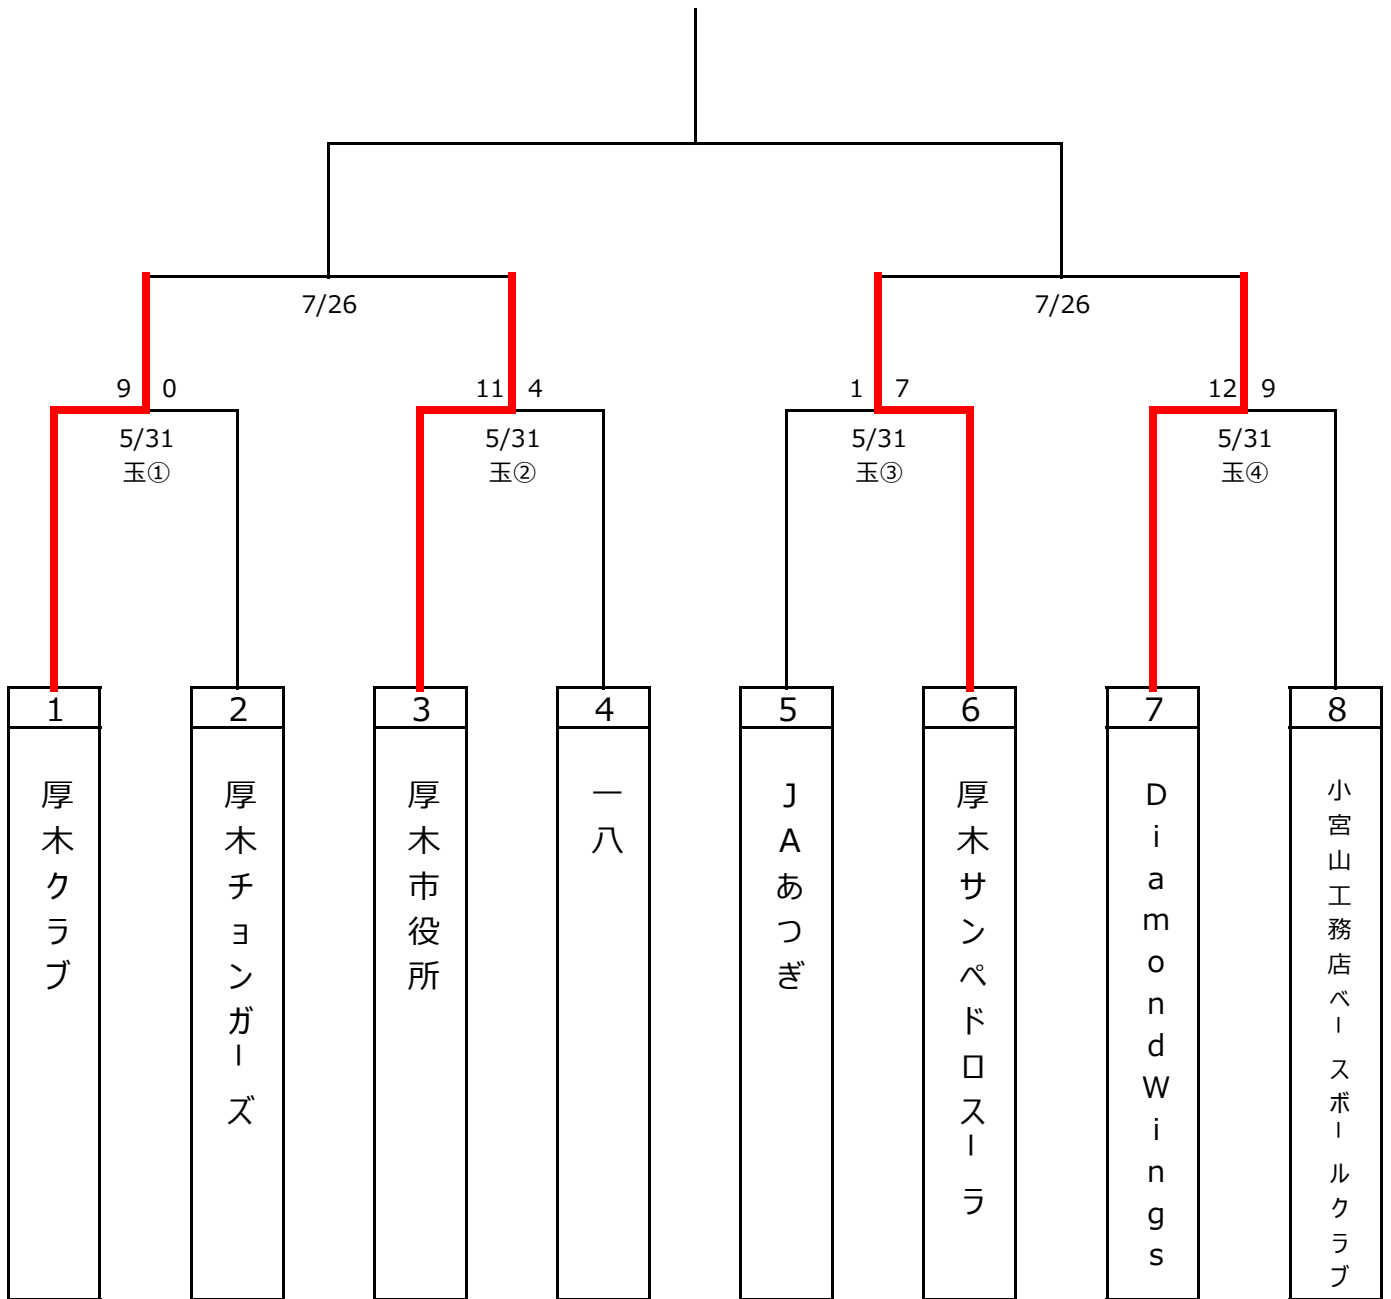 7/26
7/26
9 0
11 4
1 7
12 9
5/31
玉①
5/31
玉②
5/31
玉③
5/31
玉④
1
厚木クラブ
2
厚木チョンガーズ
3
厚木市役所
4
一八
5
JAあつぎ
6
厚木サンペドロスーラ
7
DiamondWings
8
小宮山工務店ベースボールクラブ